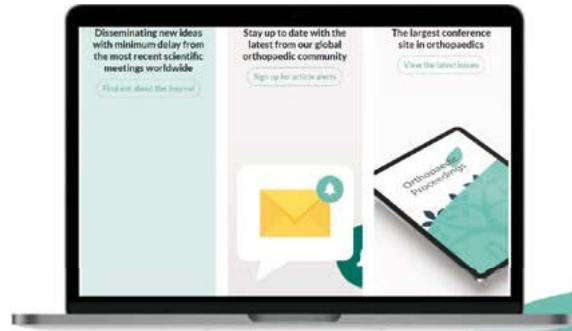 Disseminating new ideas
with minimum delay from
the most recent scientific
meetings worldwide
Find out about the Journal
Stay up to date with the
latest from our global
orthopaedic community
Sign up for article alerts
The largest conference
site in orthopaedics
View the latest issues
Orthopaedic
Proceedings